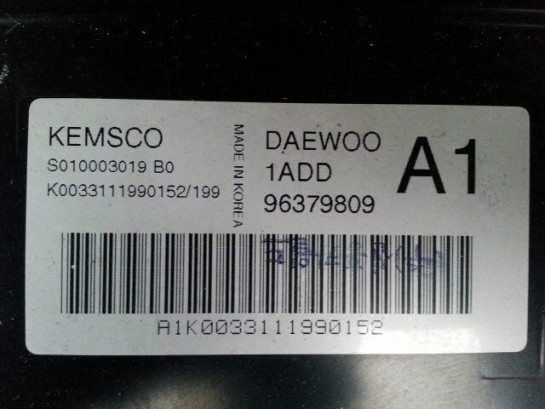 KEMSCO
S010003019 B0
K0033111990152/199
MADE IN KOREA
DAEWOO
1ADD
96379809
A1
A1K0033111990152